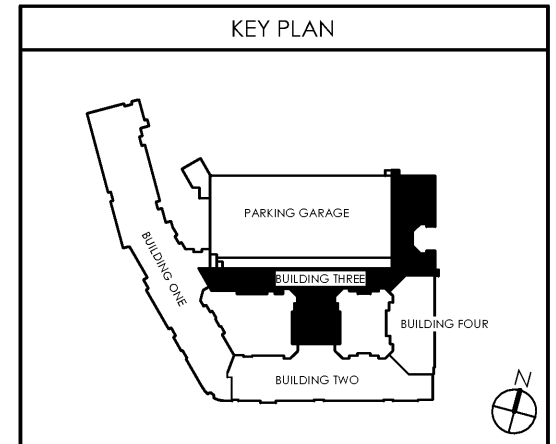 KEY PLAN
PARKING GARAGE
BUILDING ONE
BUILDING THREE
BUILDING FOUR
BUILDING TWO
N